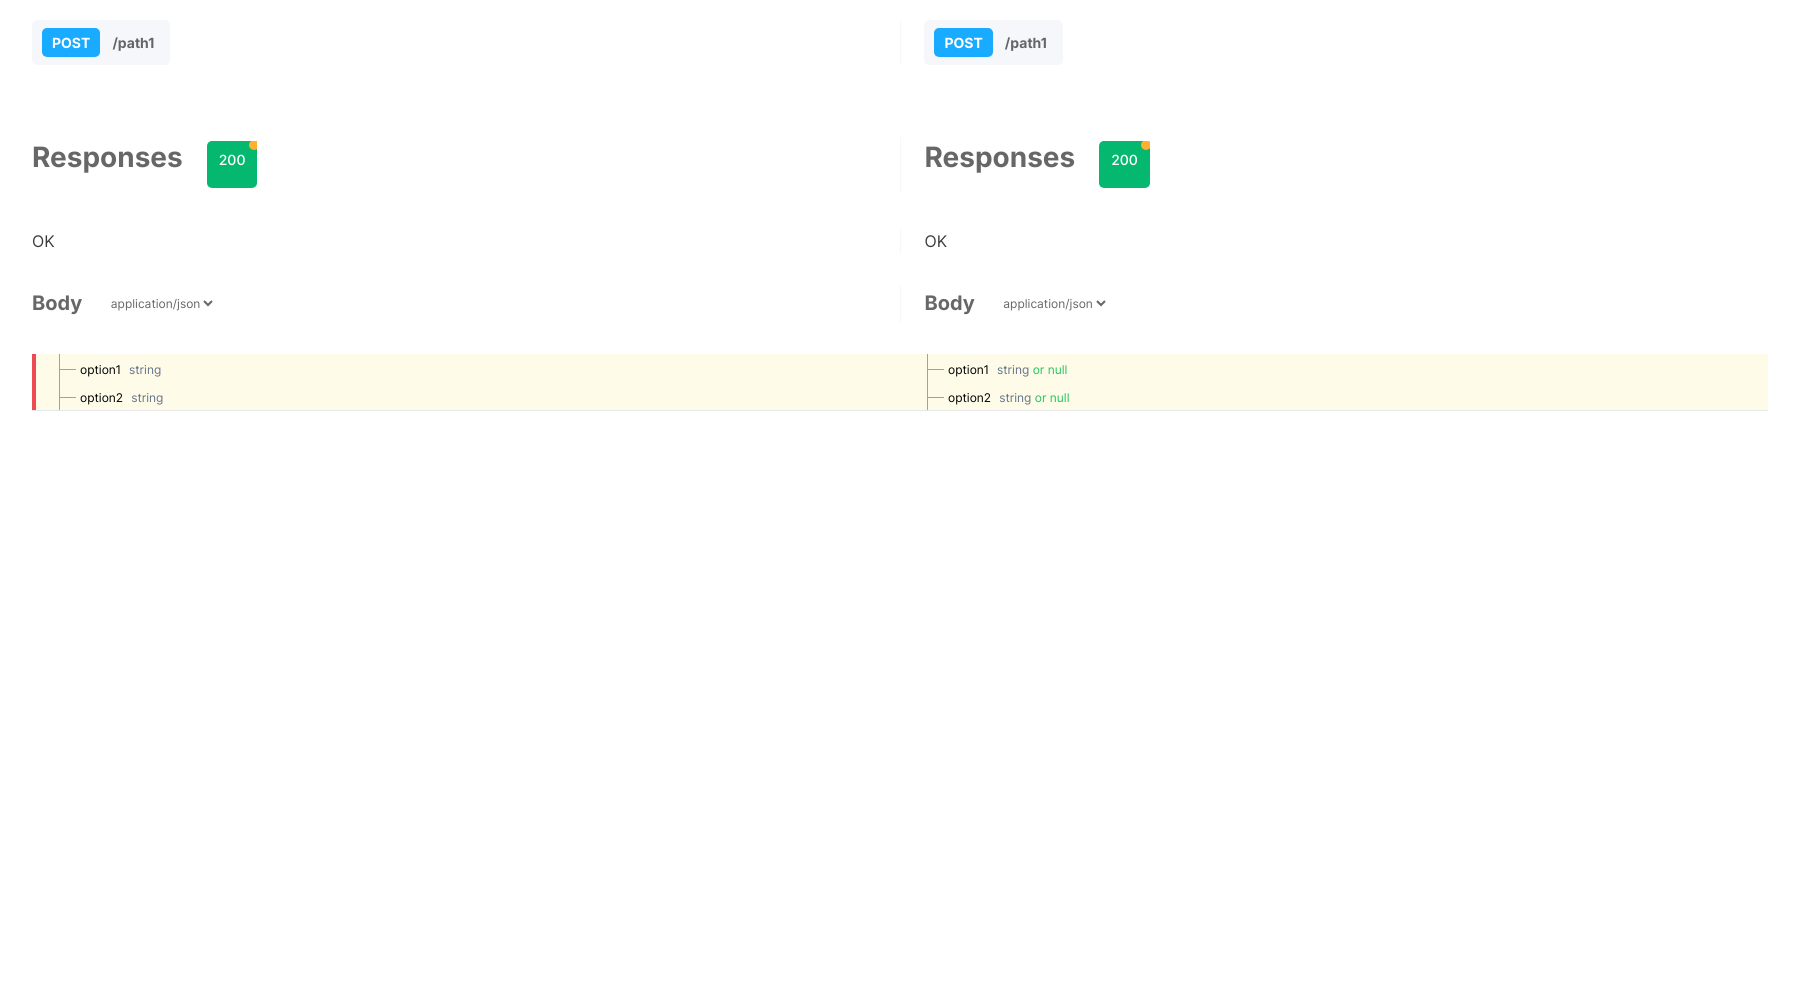 POST /path1 POST /path1
Responses 200 Responses 200
OK OK
Body application/json Body application/json
option1 string option1 string or null
option2 string option2 string or null